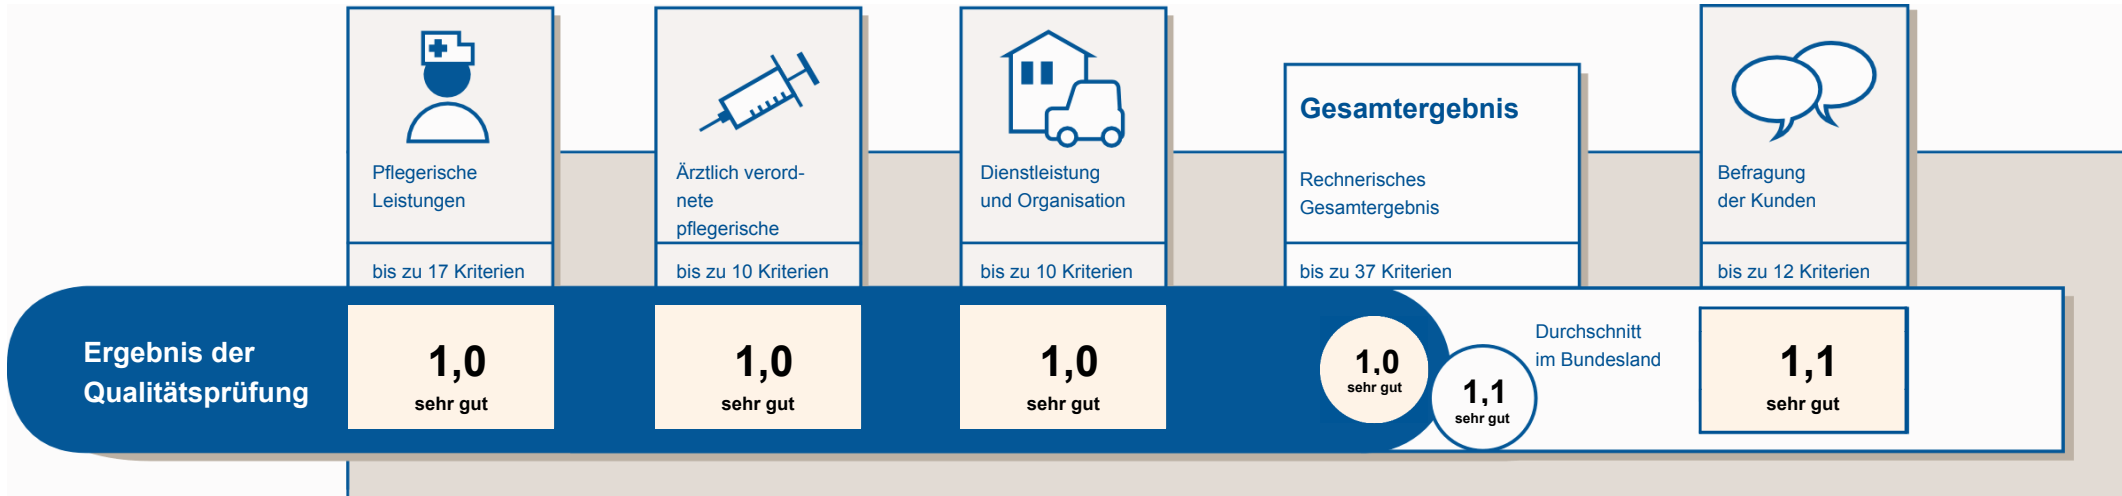 Pflegerische
Leistungen
bis zu 17 Kriterien
Ärztlich verord-
nete
pflegerische
bis zu 10 Kriterien
Dienstleistung
und Organisation
bis zu 10 Kriterien
Gesamtergebnis
Rechnerisches
Gesamtergebnis
bis zu 37 Kriterien
Befragung
der Kunden
bis zu 12 Kriterien
Ergebnis der
Qualitätsprüfung
1,0
sehr gut
1,0
sehr gut
1,0
sehr gut
1,0
sehr gut
1,1
sehr gut
Durchschnitt
im Bundesland
1,1
sehr gut